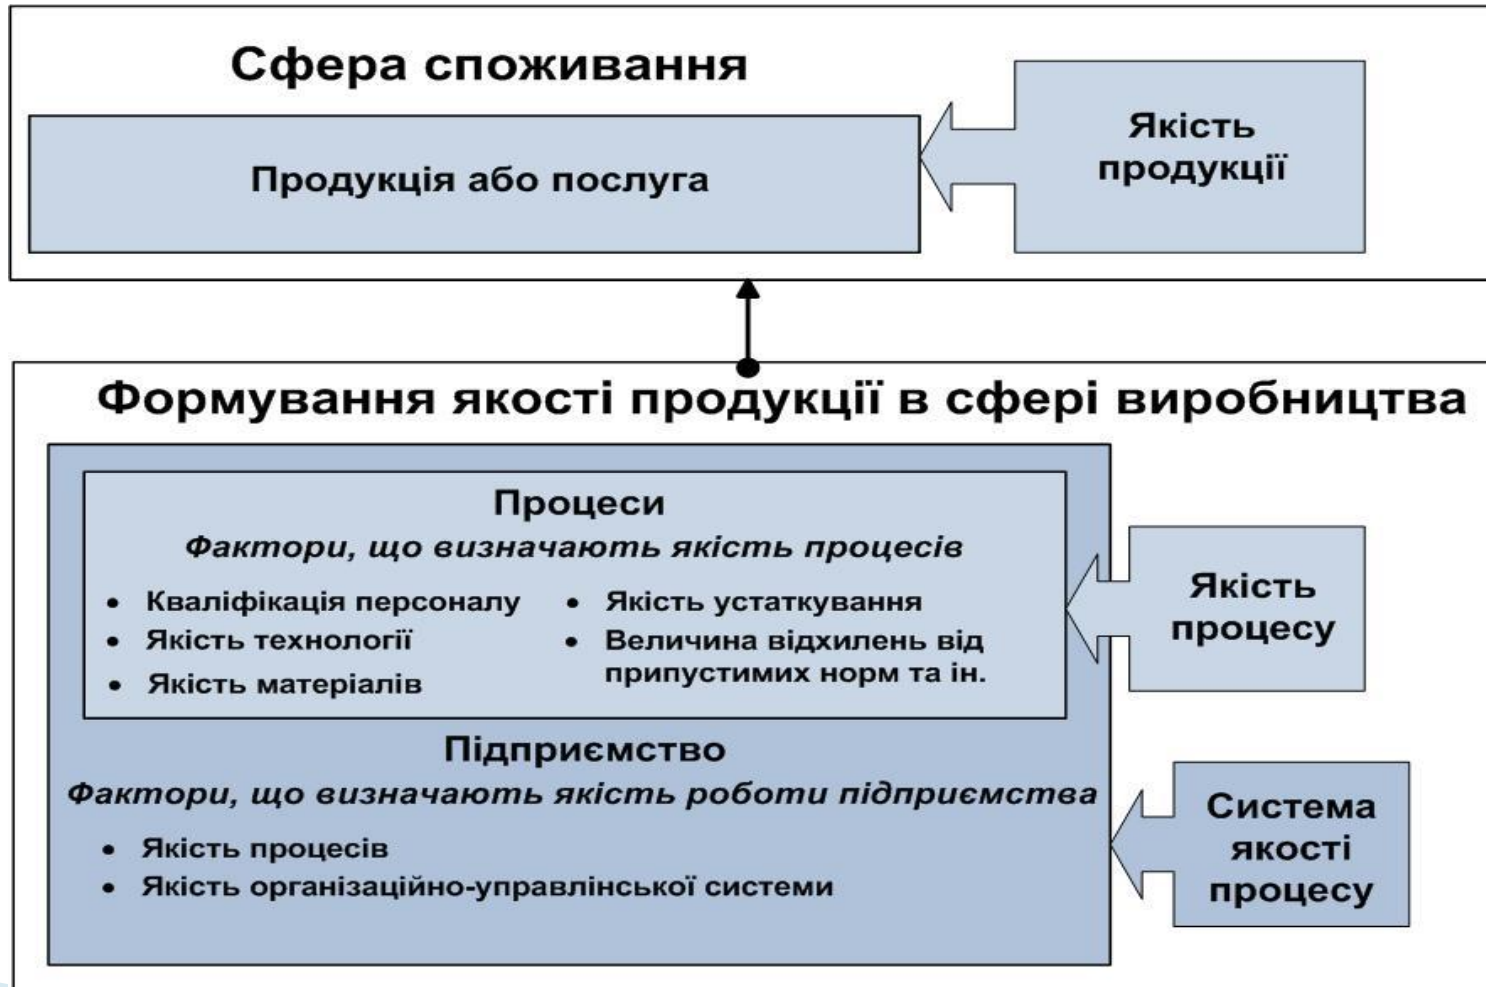 Сфера споживання
Продукція або послуга
Якість
продукції
Формування якості продукції в сфері виробництва
Процеси
Фактори, що визначають якість процесів
• Кваліфікація персоналу
• Якість технології
• Якість матеріалів
• Якість устаткування
• Величина відхилень від
припустимих норм та ін.
Якість
процесу
Підприємство
Фактори, що визначають якість роботи підприємства
• Якість процесів
• Якість організаційно-управлінської системи
Система
якості
процесу